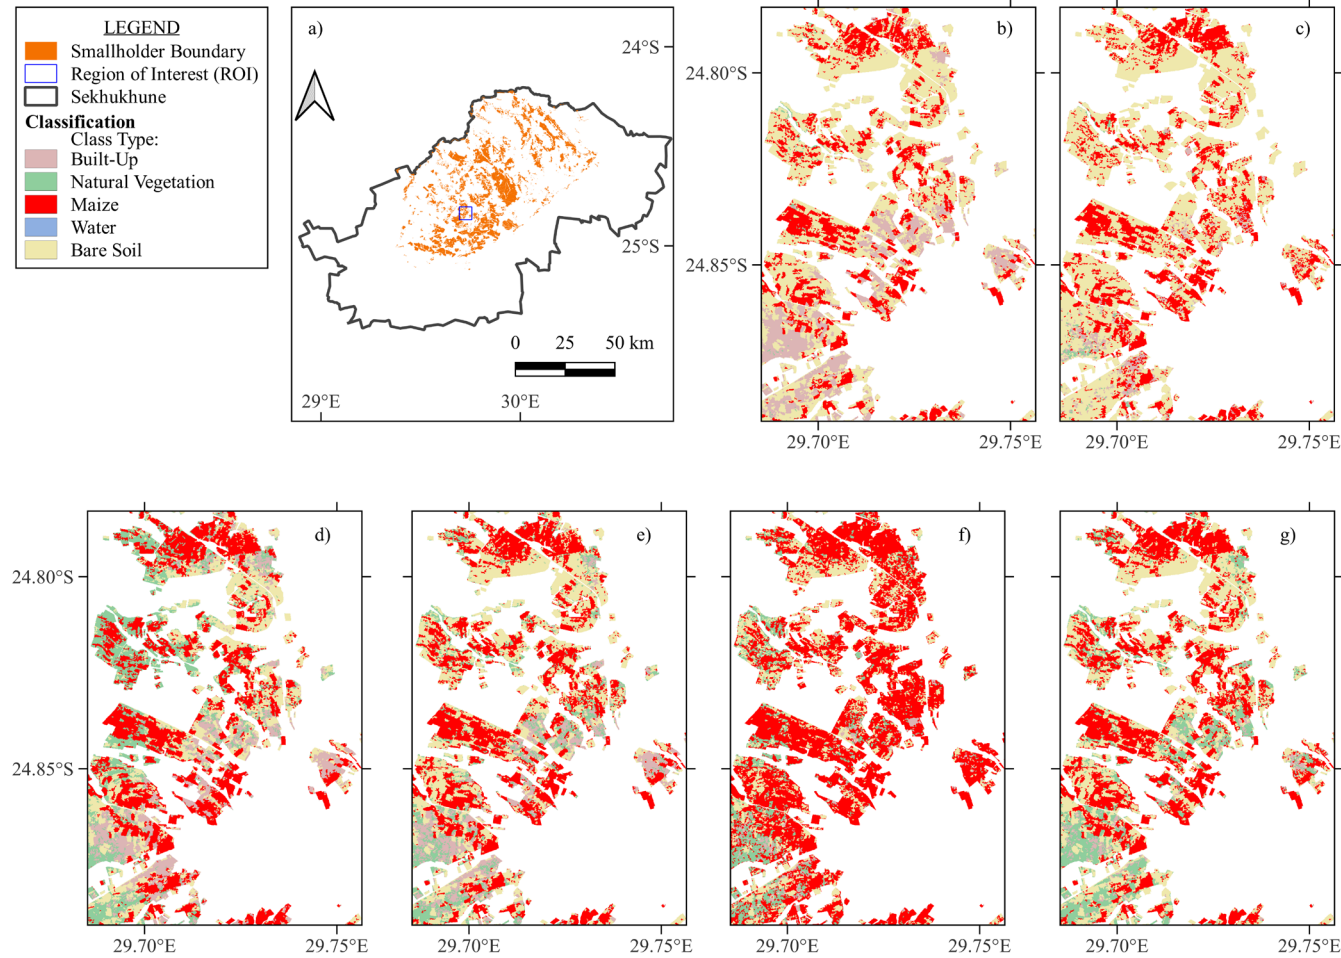 LEGEND
Smallholder Boundary
Region of Interest (ROI)
Sekhukhune
Classification
Class Type:
Built-Up
Natural Vegetation
Maize
Water
Bare Soil
a)
24°S
25°S
0 25 50 km
29°E 30°E
b)
c)
24.80°S
24.85°S
29.70°E 29.75°E
29.70°E 29.75°E
d)
e)
f)
g)
24.80°S
24.85°S
29.70°E 29.75°E
29.70°E 29.75°E
29.70°E 29.75°E
29.70°E 29.75°E